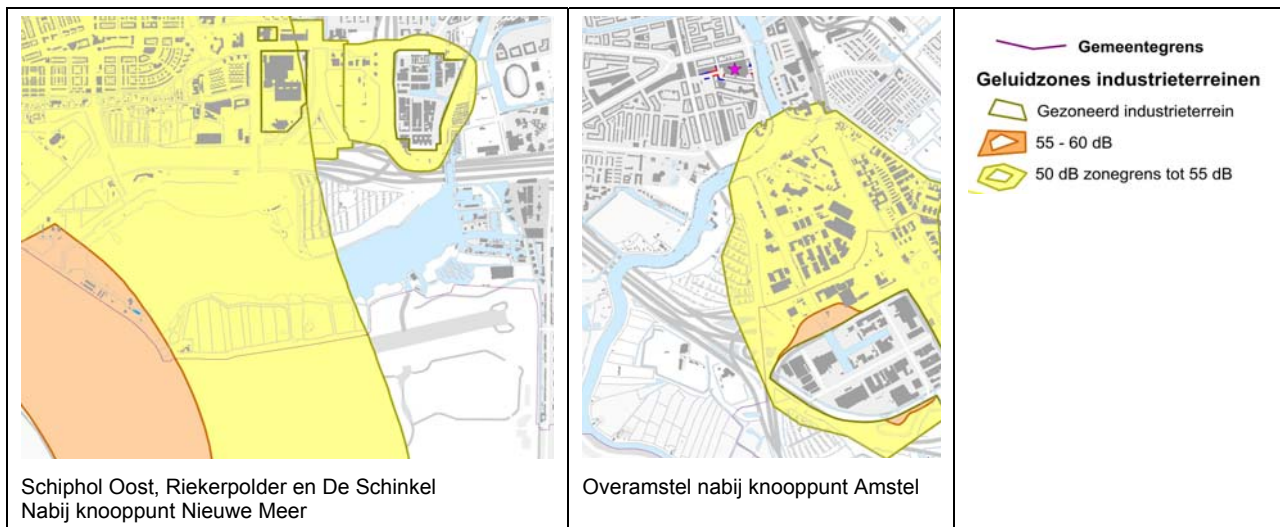 Schiphol Oost, Riekerpolder en De Schinkel
Nabij knooppunt Nieuwe Meer
Overamstel nabij knooppunt Amstel
Gemeentegrens
Geluidzones industrieterreinen
Gezoneerd industrieterrein
55 - 60 dB
50 dB zonegrens tot 55 dB